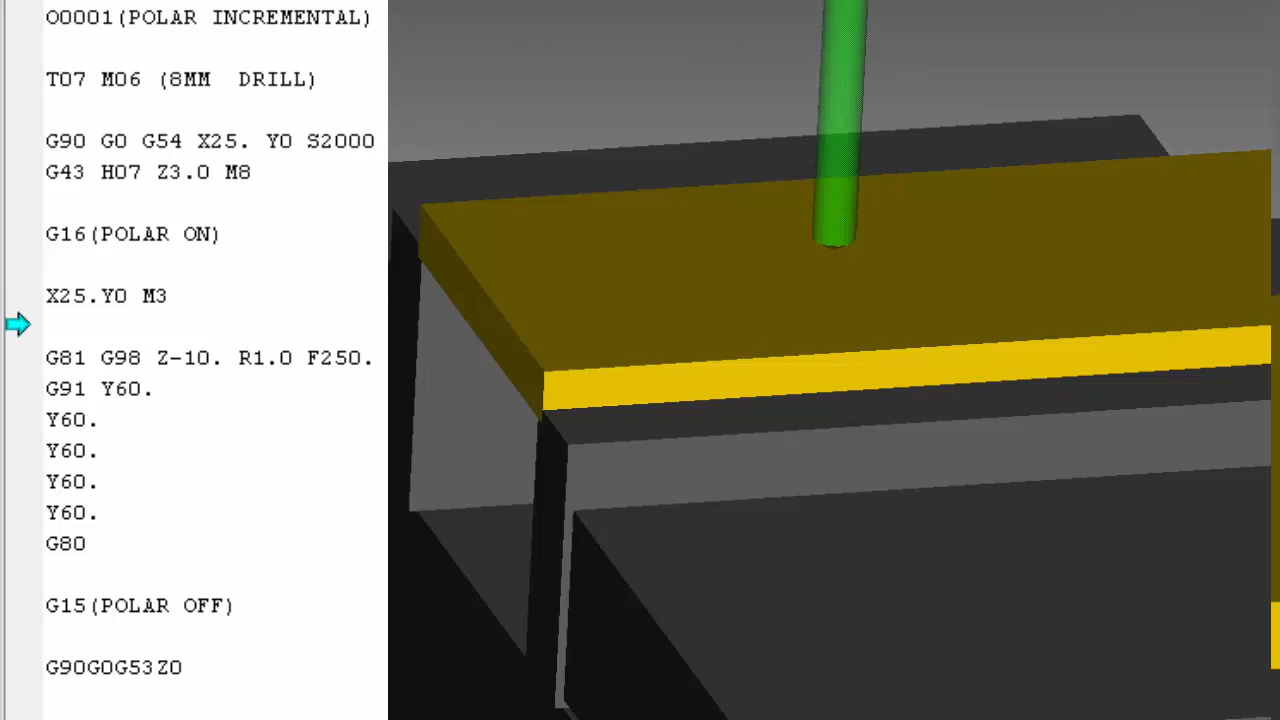 O0001(POLAR INCREMENTAL)
T07 M06 (8MM  DRILL)
G90 G0 G54 X25. Y0 S2000
G43 H07 Z3.0 M8
G16(POLAR ON)
X25.Y0 M3
G81 G98 Z-10. R1.0 F250.
G91 Y60.
Y60.
Y60.
Y60.
Y60.
G80
G15(POLAR OFF)
G90G0G53Z0